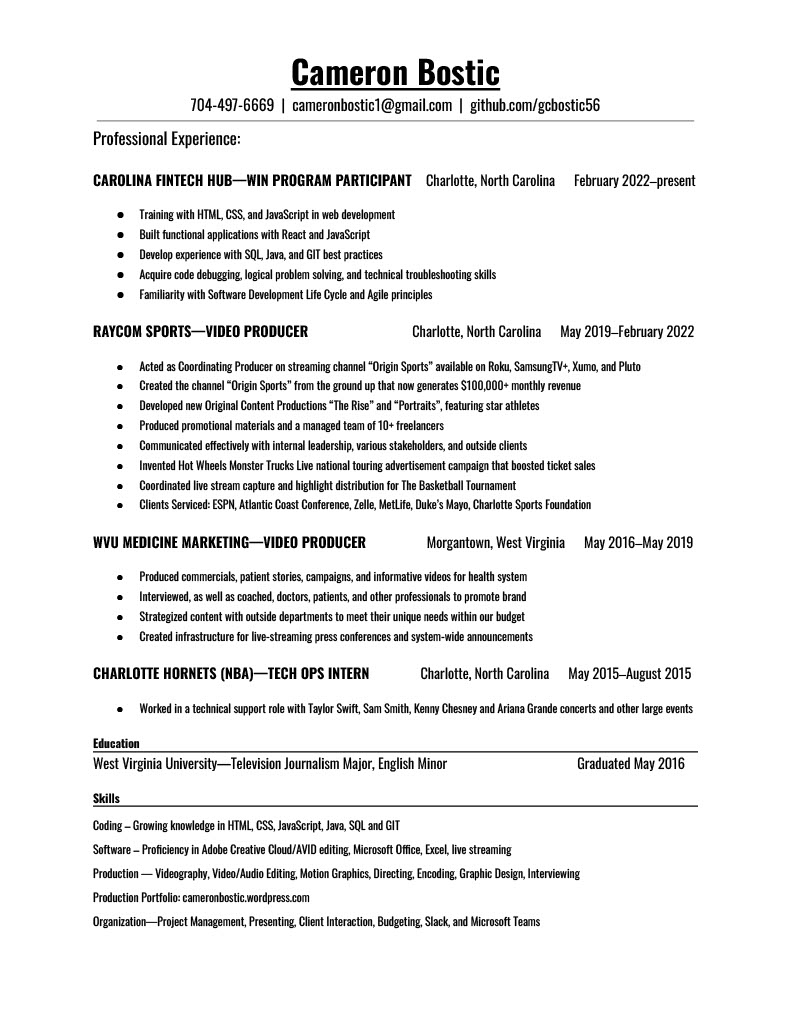 Cameron Bostic
704-497-6669 | cameronbostic1@gmail.com | github.com/gcbostic56
Professional Experience:
CAROLINA FINTECH HUB—WIN PROGRAM PARTICIPANT Charlotte, North Carolina February 2022–present
● Training with HTML, CSS, and JavaScript in web development
● Built functional applications with React and JavaScript
● Develop experience with SQL, Java, and GIT best practices
● Acquire code debugging, logical problem solving, and technical troubleshooting skills
● Familiarity with Software Development Life Cycle and Agile principles
RAYCOM SPORTS—VIDEO PRODUCER Charlotte, North Carolina May 2019–February 2022
● Acted as Coordinating Producer on streaming channel “Origin Sports” available on Roku, SamsungTV+, Xumo, and Pluto
● Created the channel “Origin Sports” from the ground up that now generates $100,000+ monthly revenue
● Developed new Original Content Productions “The Rise” and “Portraits”, featuring star athletes
● Produced promotional materials and a managed team of 10+ freelancers
● Communicated effectively with internal leadership, various stakeholders, and outside clients
● Invented Hot Wheels Monster Trucks Live national touring advertisement campaign that boosted ticket sales
● Coordinated live stream capture and highlight distribution for The Basketball Tournament
● Clients Serviced: ESPN, Atlantic Coast Conference, Zelle, MetLife, Duke’s Mayo, Charlotte Sports Foundation
WVU MEDICINE MARKETING—VIDEO PRODUCER Morgantown, West Virginia May 2016–May 2019
● Produced commercials, patient stories, campaigns, and informative videos for health system
● Interviewed, as well as coached, doctors, patients, and other professionals to promote brand
● Strategized content with outside departments to meet their unique needs within our budget
● Created infrastructure for live-streaming press conferences and system-wide announcements
CHARLOTTE HORNETS (NBA)—TECH OPS INTERN Charlotte, North Carolina May 2015–August 2015
● Worked in a technical support role with Taylor Swift, Sam Smith, Kenny Chesney and Ariana Grande concerts and other large events
Education
West Virginia University—Television Journalism Major, English Minor Graduated May 2016
Skills
Coding – Growing knowledge in HTML, CSS, JavaScript, Java, SQL and GIT
Software – Proficiency in Adobe Creative Cloud/AVID editing, Microsoft Office, Excel, live streaming
Production — Videography, Video/Audio Editing, Motion Graphics, Directing, Encoding, Graphic Design, Interviewing
Production Portfolio: cameronbostic.wordpress.com
Organization—Project Management, Presenting, Client Interaction, Budgeting, Slack, and Microsoft Teams